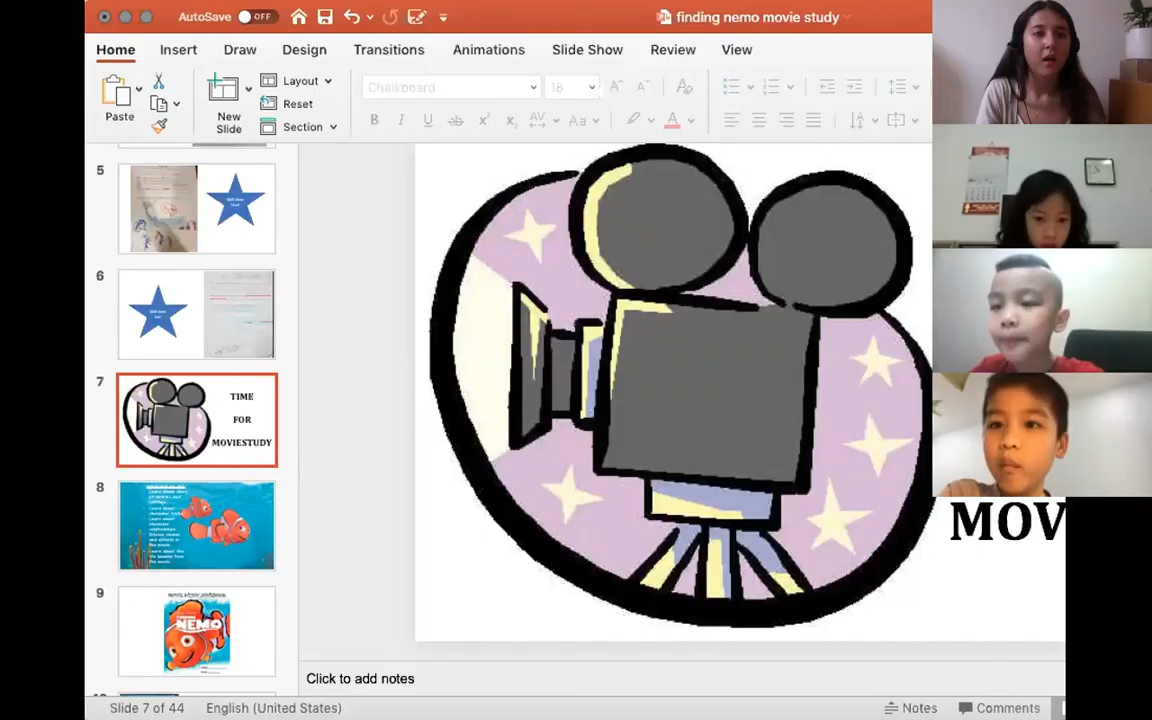 AutoSave OFF
finding nemo movie study
Home Insert Draw Design Transitions Animations Slide Show Review View
Paste
New
Slide
Layout
Reset
Section
Chalkboard
18
5
6
7
TIME
FOR
MOVIESTUDY
8
9
NEMO
MOV
Click to add notes
Slide 7 of 44
English (United States)
Notes
Comments